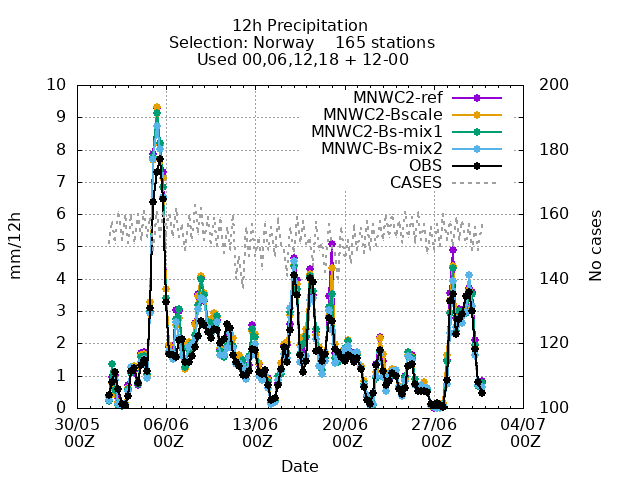 12h Precipitation
Selection: Norway    165 stations
Used 00,06,12,18 + 12-00
MNWC2-ref
MNWC2-Bscale
MNWC2-Bs-mix1
MNWC-Bs-mix2
OBS
CASES
10
9
8
7
6
5
4
3
2
1
0
mm/12h
200
180
160
140
120
100
No cases
30/05 06/06 13/06 20/06 27/06 04/07
00Z 00Z 00Z 00Z 00Z 00Z
Date